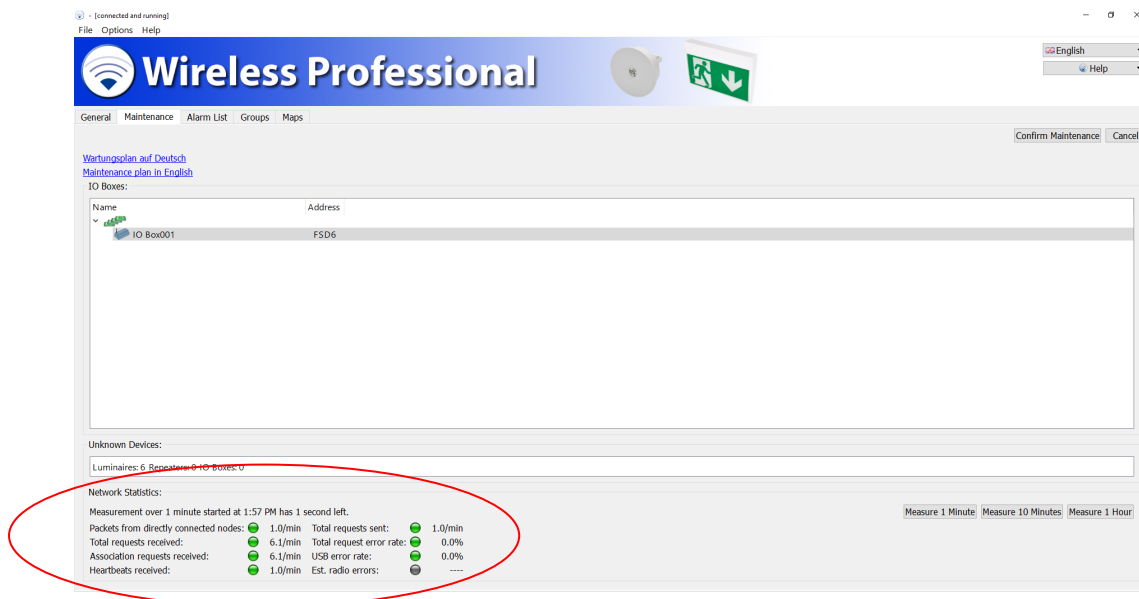 - [connected and running]
File Options Help
Wireless Professional
English
Help
General Maintenance Alarm List Groups Maps
Confirm Maintenance Cancel
Wartungsplan auf Deutsch
Maintenance plan in English
IO Boxes:
Name Address
IO Box001 FSD6
Unknown Devices:
Luminaires: 6 Repeaters: 0 IO Boxes: 0
Network Statistics:
Measurement over 1 minute started at 1:57 PM has 1 second left.
Measure 1 Minute Measure 10 Minutes Measure 1 Hour
Packets from directly connected nodes: 1.0/min Total requests sent: 1.0/min
Total requests received: 6.1/min Total request error rate: 0.0%
Association requests received: 6.1/min USB error rate: 0.0%
Heartbeats received: 1.0/min Est. radio errors: ----